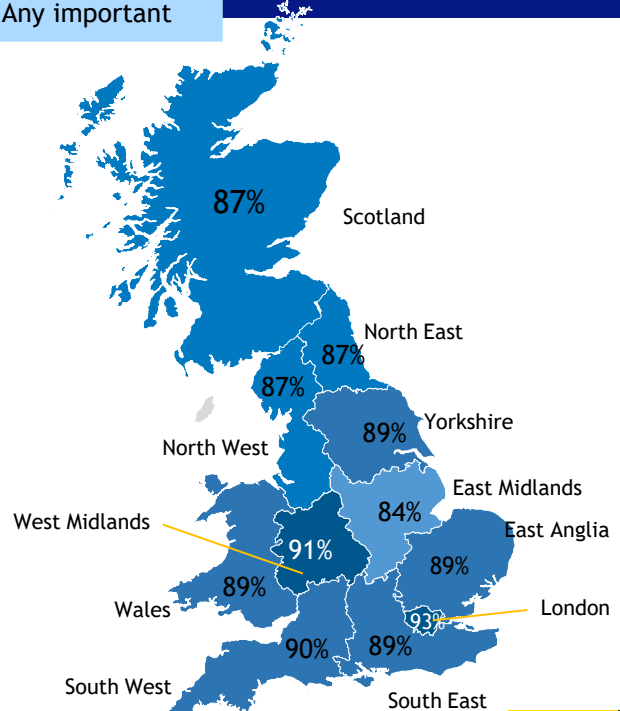 Any important
87%
Scotland
North East
87%
87%
Yorkshire
89%
North West
East Midlands
84%
West Midlands
East Anglia
91%
89%
89%
Wales
London
93%
90%
89%
South West
South East